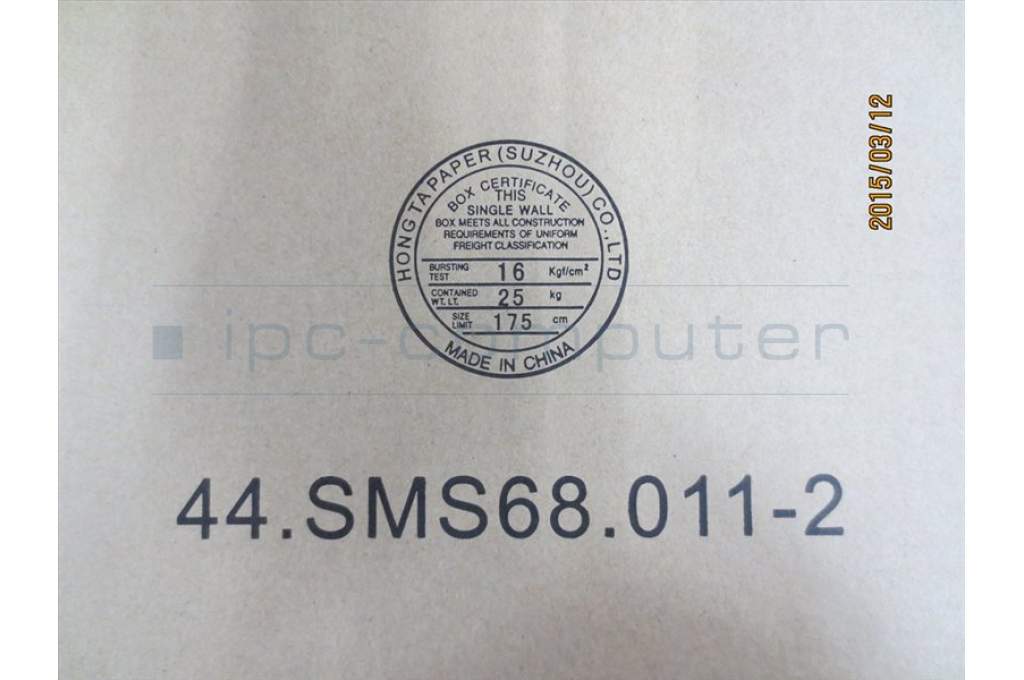 2015/03/12
HONG TA PAPER (SUZHOU) CO.,LTD
BOX CERTIFICATE
THIS
SINGLE WALL
BOX MEETS ALL CONSTRUCTION
REQUIREMENTS OF UNIFORM
FREIGHT CLASSIFICATION
BURSTING TEST 16 Kgf/cm²
CONTAINED WT. LT. 25 kg
SIZE LIMIT 175 cm
MADE IN CHINA
ipc-computer
44.SMS68.011-2